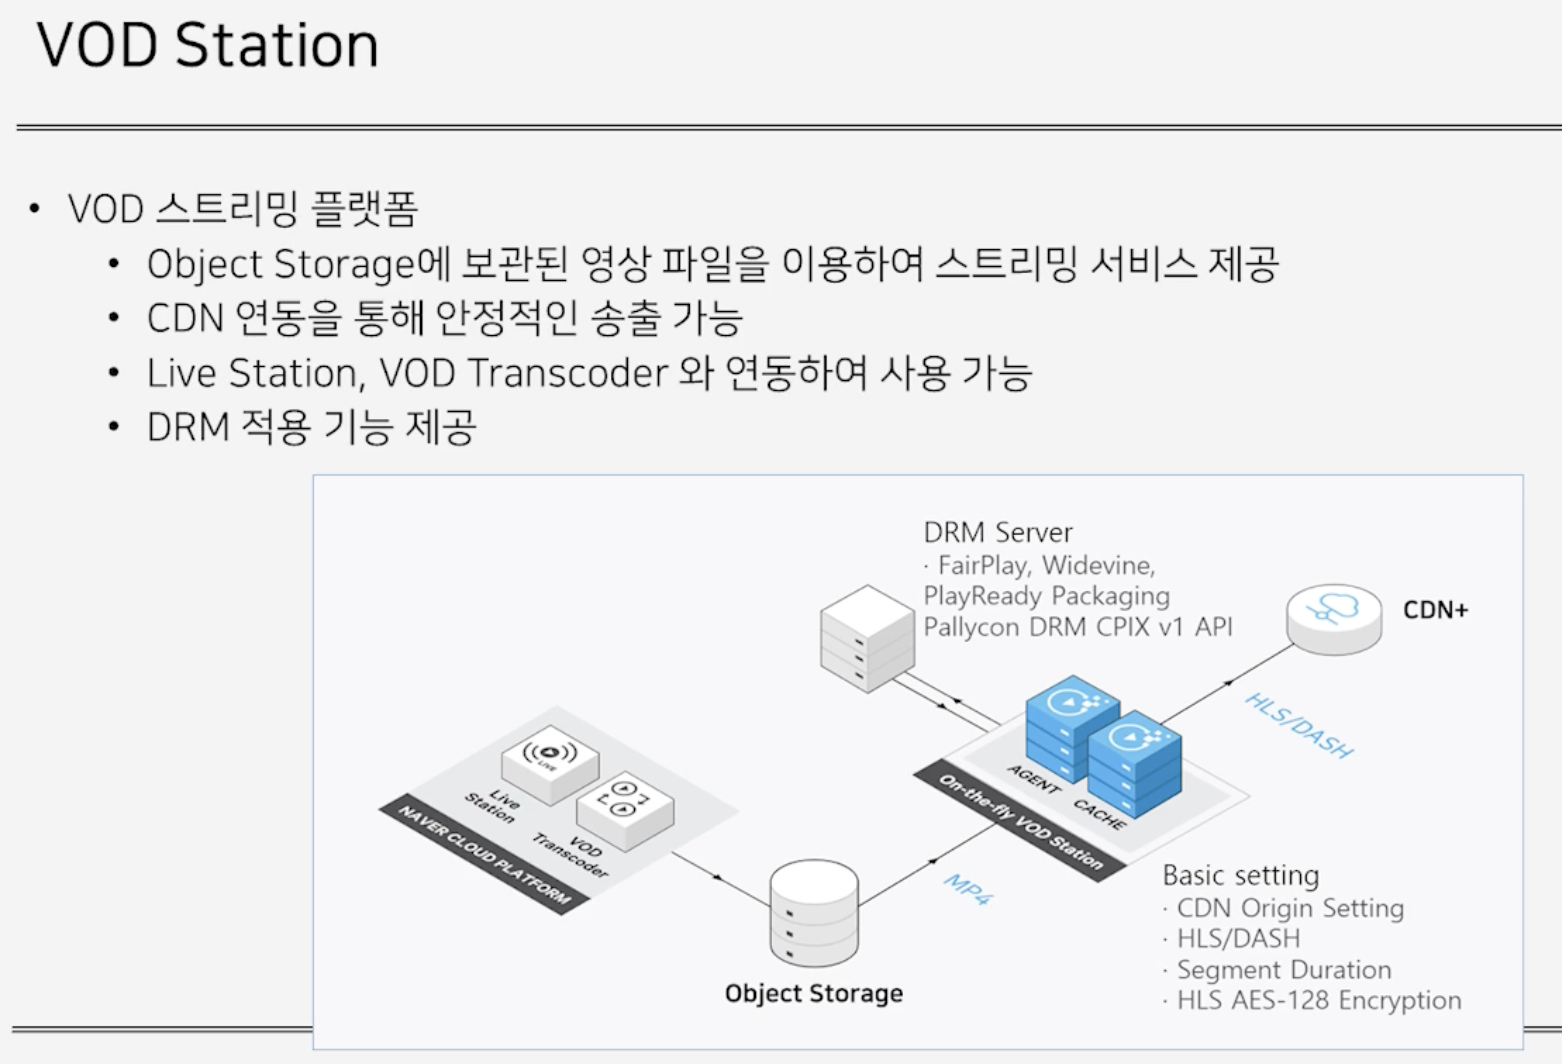 VOD Station
• VOD 스트리밍 플랫폼
• Object Storage에 보관된 영상 파일을 이용하여 스트리밍 서비스 제공
• CDN 연동을 통해 안정적인 송출 가능
• Live Station, VOD Transcoder 와 연동하여 사용 가능
• DRM 적용 기능 제공
DRM Server
· FairPlay, Widevine,
PlayReady Packaging
Pallycon DRM CPIX v1 API
CDN+
HLS/DASH
AGENT
CACHE
On-the-fly VOD Station
LIVE
Live
Station
VOD
Transcoder
NAVER CLOUD PLATFORM
MP4
Object Storage
Basic setting
· CDN Origin Setting
· HLS/DASH
· Segment Duration
· HLS AES-128 Encryption